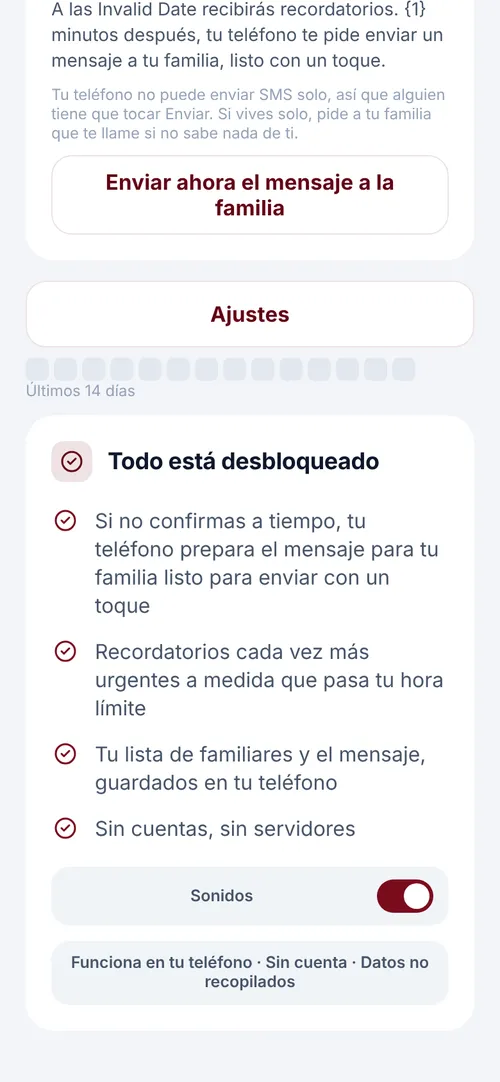 A las Invalid Date recibirás recordatorios. {1}
minutos después, tu teléfono te pide enviar un
mensaje a tu familia, listo con un toque.
Tu teléfono no puede enviar SMS solo, así que alguien
tiene que tocar Enviar. Si vives solo, pide a tu familia
que te llame si no sabe nada de ti.
Enviar ahora el mensaje a la
familia
Ajustes
Últimos 14 días
Todo está desbloqueado
Si no confirmas a tiempo, tu
teléfono prepara el mensaje para tu
familia listo para enviar con un
toque
Recordatorios cada vez más
urgentes a medida que pasa tu hora
límite
Tu lista de familiares y el mensaje,
guardados en tu teléfono
Sin cuentas, sin servidores
Sonidos
Funciona en tu teléfono · Sin cuenta · Datos no
recopilados